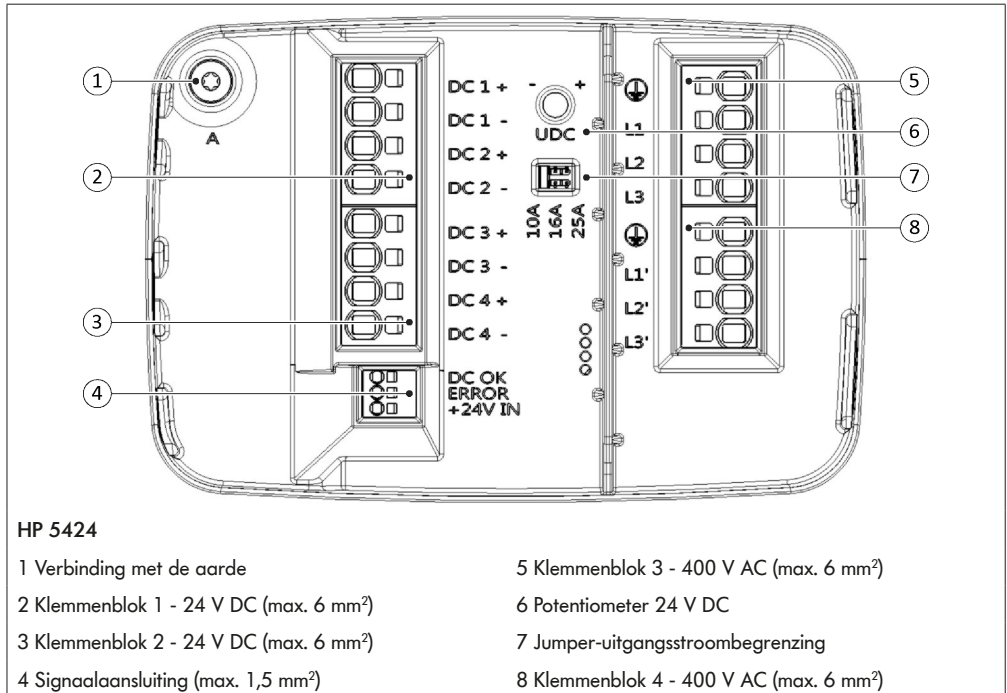 1
A
2
3
4
DC 1 +
DC 1 -
DC 2 +
DC 2 -
DC 3 +
DC 3 -
DC 4 +
DC 4 -
DC OK
ERROR
+24V IN
- +
UDC
10A
16A
25A
L1
L2
L3
L1'
L2'
L3'
5
6
7
8
HP 5424
1 Verbinding met de aarde
2 Klemmenblok 1 - 24 V DC (max. 6 mm²)
3 Klemmenblok 2 - 24 V DC (max. 6 mm²)
4 Signaalaansluiting (max. 1,5 mm²)
5 Klemmenblok 3 - 400 V AC (max. 6 mm²)
6 Potentiometer 24 V DC
7 Jumper-uitgangsstroombegrenzing
8 Klemmenblok 4 - 400 V AC (max. 6 mm²)